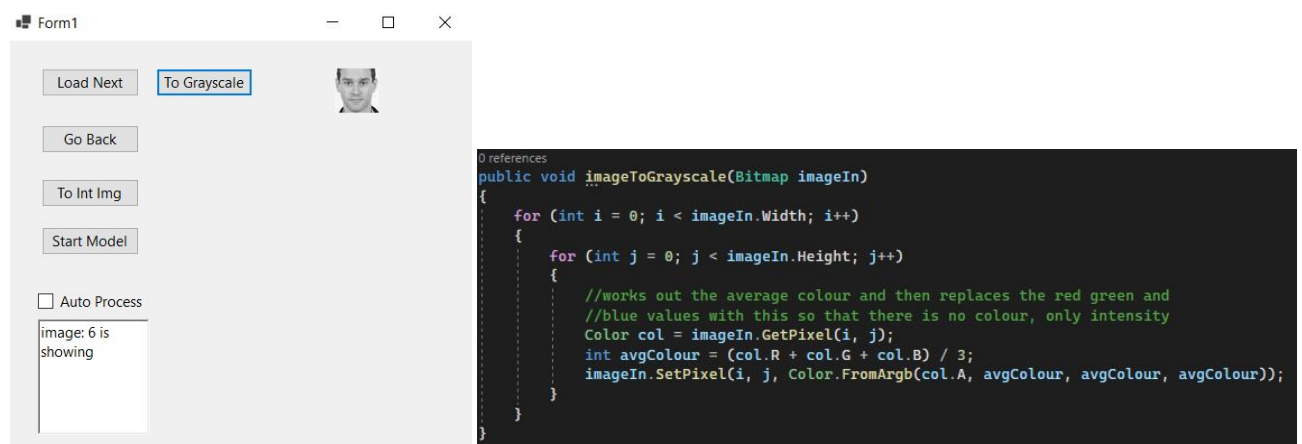 Form1
Load Next
To Grayscale
Go Back
To Int Img
Start Model
Auto Process
image: 6 is
showing
0 references
public void imageToGrayscale(Bitmap imageIn)
{
for (int i = 0; i < imageIn.Width; i++)
{
for (int j = 0; j < imageIn.Height; j++)
{
//works out the average colour and then replaces the red green and
//blue values with this so that there is no colour, only intensity
Color col = imageIn.GetPixel(i, j);
int avgColour = (col.R + col.G + col.B) / 3;
imageIn.SetPixel(i, j, Color.FromArgb(col.A, avgColour, avgColour, avgColour));
}
}
}